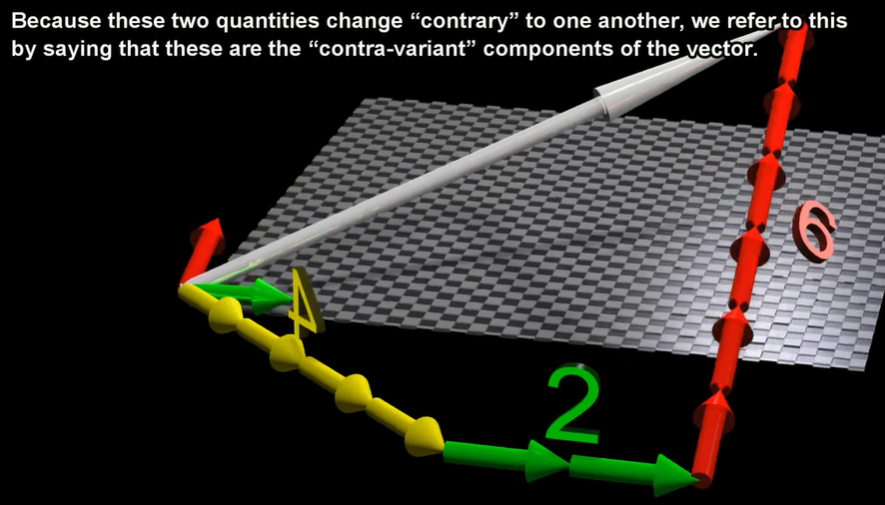 Because these two quantities change “contrary” to one another, we refer to this
by saying that these are the “contra-variant” components of the vector.
6
4
2